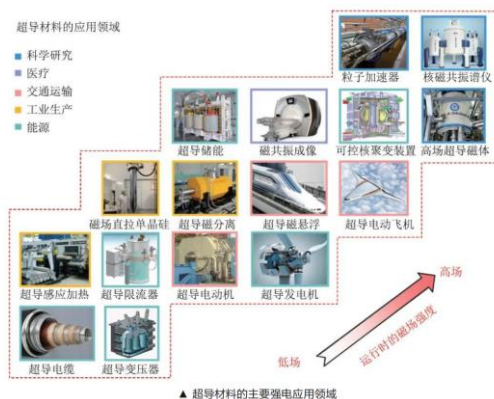 超导材料的应用领域
科学研究
医疗
交通运输
工业生产
能源
粒子加速器 核磁共振谱仪
超导储能 磁共振成像 可控核聚变装置 高场超导磁体
磁场直拉单晶硅 超导磁分离 超导磁悬浮 超导电动飞机
超导感应加热 超导限流器 超导电动机 超导发电机
超导电缆 超导变压器
高场
运行时的磁场强度
低场
▲ 超导材料的主要强电应用领域